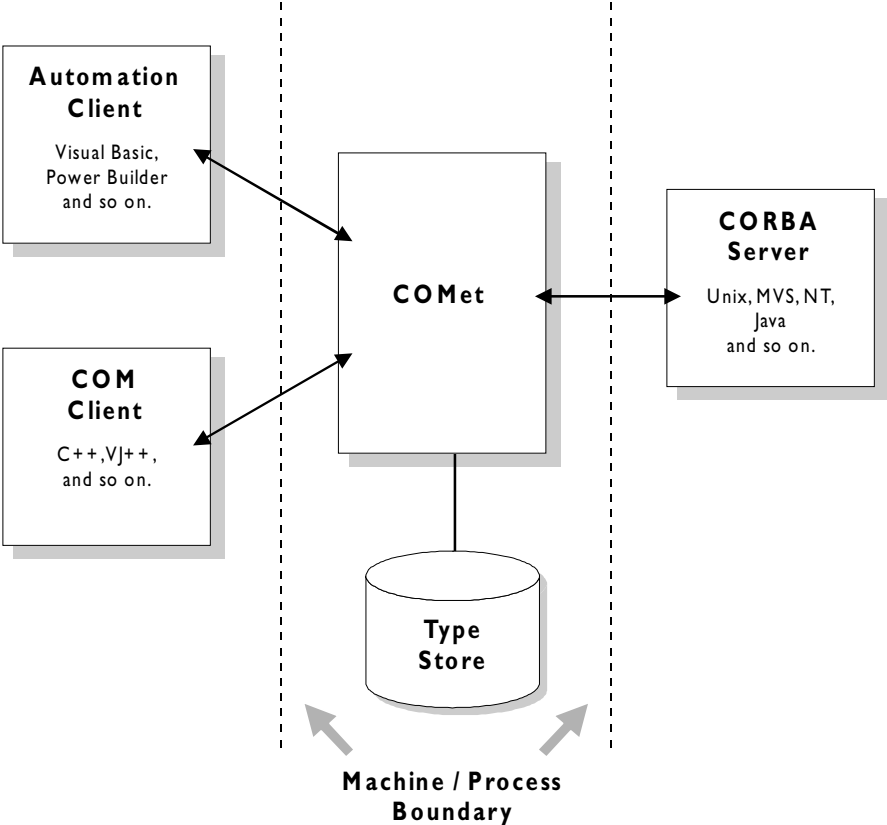 Automation
Client
Visual Basic,
Power Builder
and so on.
COM
Client
C++,VJ++,
and so on.
COMet
Type
Store
CORBA
Server
Unix, MVS, NT,
Java
and so on.
Machine / Process
Boundary